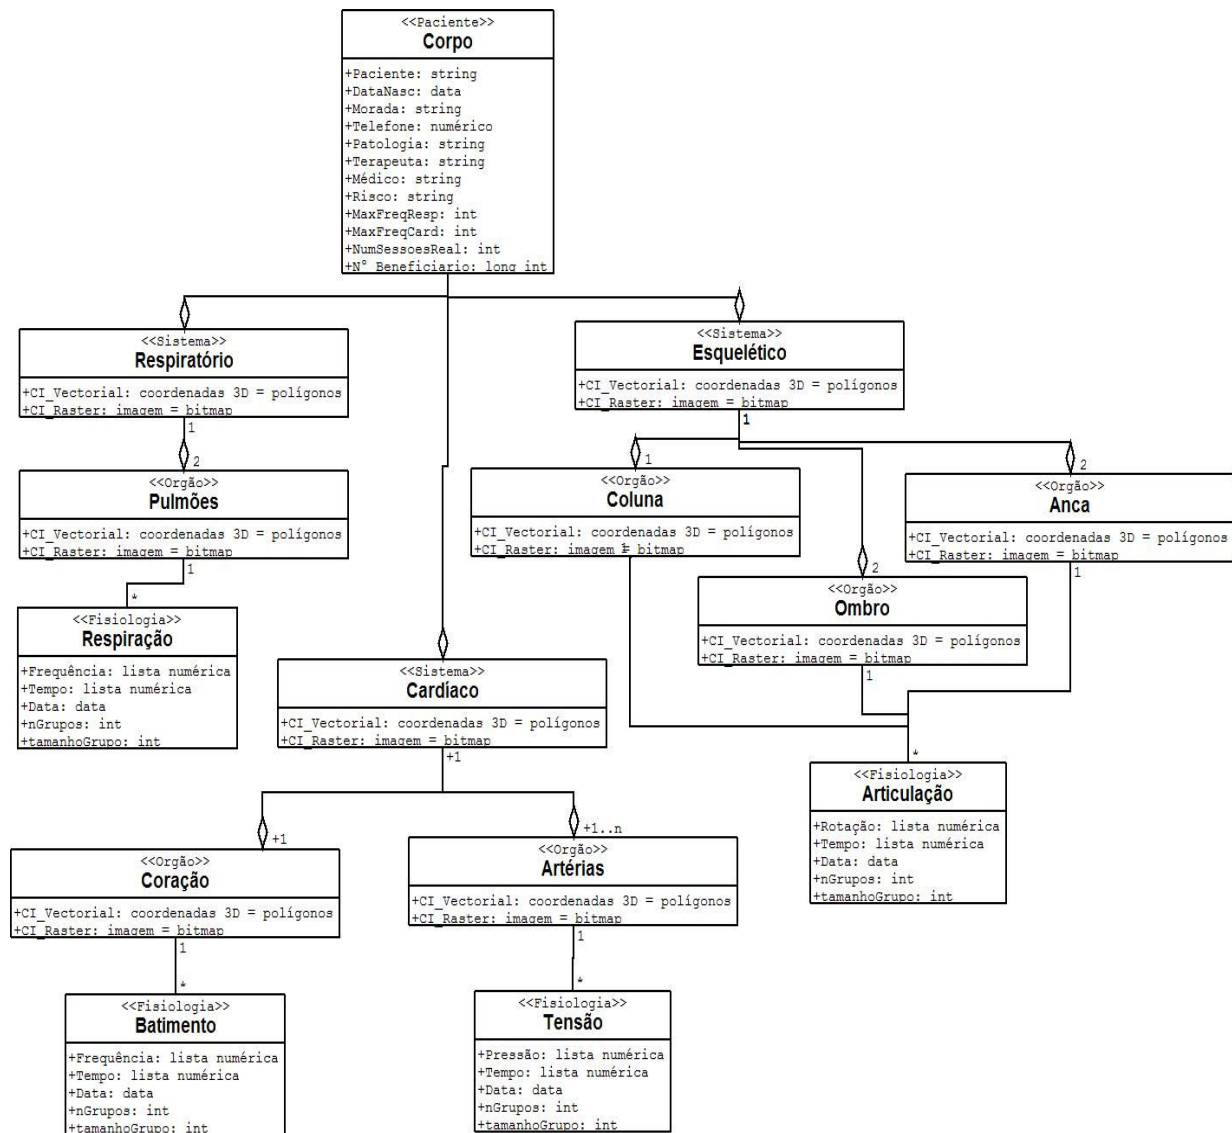 <<Paciente>>
Corpo
+Paciente: string
+DataNasc: data
+Morada: string
+Telefone: numérico
+Patologia: string
+Terapeuta: string
+Médico: string
+Risco: string
+MaxFreqResp: int
+MaxFreqCard: int
+NumSessoesReal: int
+Nº Beneficiario: long int
<<Sistema>>
Respiratório
+CI_Vectorial: coordenadas 3D = polígonos
+CI_Raster: imagem = bitmap
1
2
<<Sistema>>
Esquelético
+CI_Vectorial: coordenadas 3D = polígonos
+CI_Raster: imagem = bitmap
1
1
2
2
<<Orgão>>
Pulmões
+CI_Vectorial: coordenadas 3D = polígonos
+CI_Raster: imagem = bitmap
1
*
<<Orgão>>
Coluna
+CI_Vectorial: coordenadas 3D = polígonos
+CI_Raster: imagem = bitmap
1
<<Orgão>>
Anca
+CI_Vectorial: coordenadas 3D = polígonos
+CI_Raster: imagem = bitmap
1
<<Orgão>>
Ombro
+CI_Vectorial: coordenadas 3D = polígonos
+CI_Raster: imagem = bitmap
1
*
<<Fisiologia>>
Respiração
+Frequência: lista numérica
+Tempo: lista numérica
+Data: data
+nGrupos: int
+tamanhoGrupo: int
<<Sistema>>
Cardíaco
+CI_Vectorial: coordenadas 3D = polígonos
+CI_Raster: imagem = bitmap
+1
+1
+1..n
<<Fisiologia>>
Articulação
+Rotação: lista numérica
+Tempo: lista numérica
+Data: data
+nGrupos: int
+tamanhoGrupo: int
<<Orgão>>
Coração
+CI_Vectorial: coordenadas 3D = polígonos
+CI_Raster: imagem = bitmap
1
*
<<Orgão>>
Artérias
+CI_Vectorial: coordenadas 3D = polígonos
+CI_Raster: imagem = bitmap
1
*
<<Fisiologia>>
Batimento
+Frequência: lista numérica
+Tempo: lista numérica
+Data: data
+nGrupos: int
+tamanhoGrupo: int
<<Fisiologia>>
Tensão
+Pressão: lista numérica
+Tempo: lista numérica
+Data: data
+nGrupos: int
+tamanhoGrupo: int